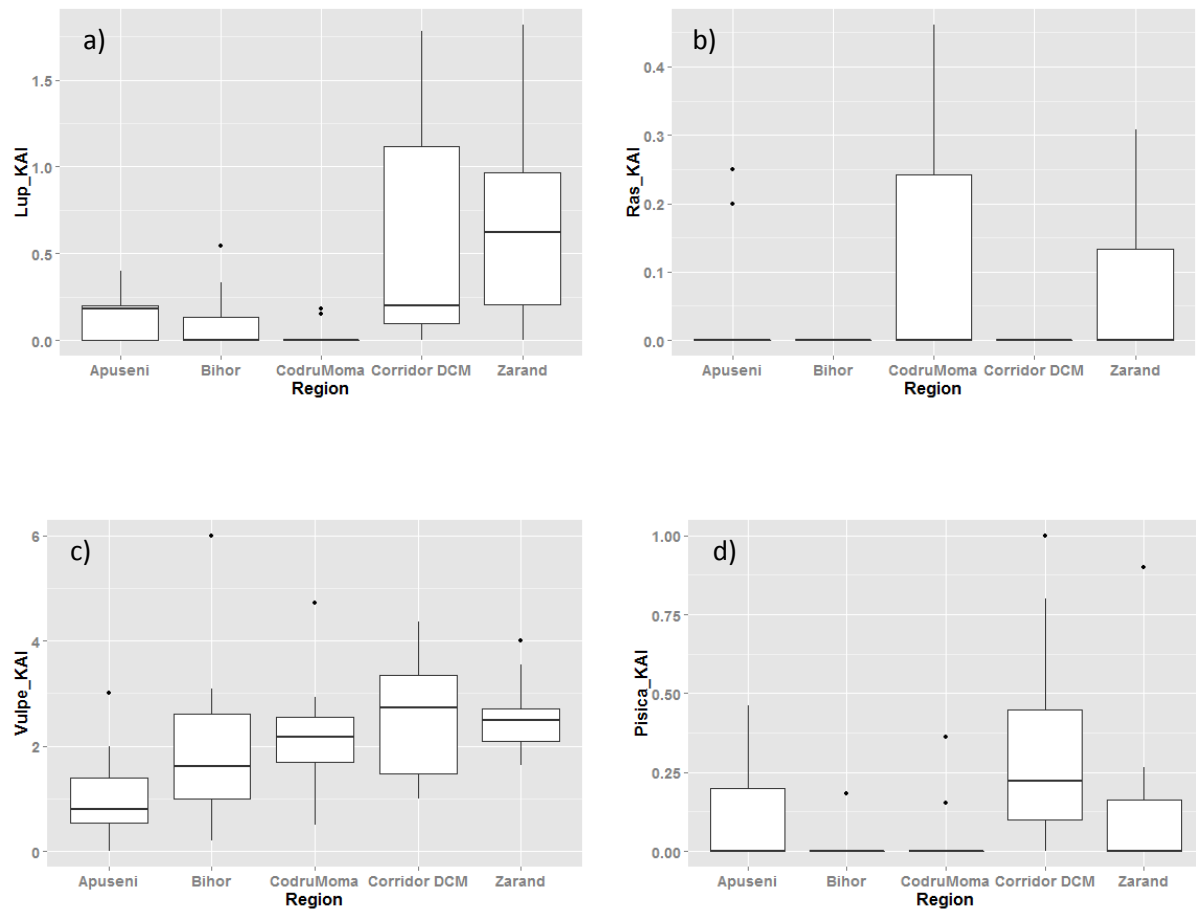 a)
Lup_KAI
1.5
1.0
0.5
0.0
Apuseni Bihor CodruMoma Corridor DCM Zarand
Region
b)
Ras_KAI
0.4
0.3
0.2
0.1
0.0
Apuseni Bihor CodruMoma Corridor DCM Zarand
Region
c)
Vulpe_KAI
6
4
2
0
Apuseni Bihor CodruMoma Corridor DCM Zarand
Region
d)
Pisica_KAI
1.00
0.75
0.50
0.25
0.00
Apuseni Bihor CodruMoma Corridor DCM Zarand
Region